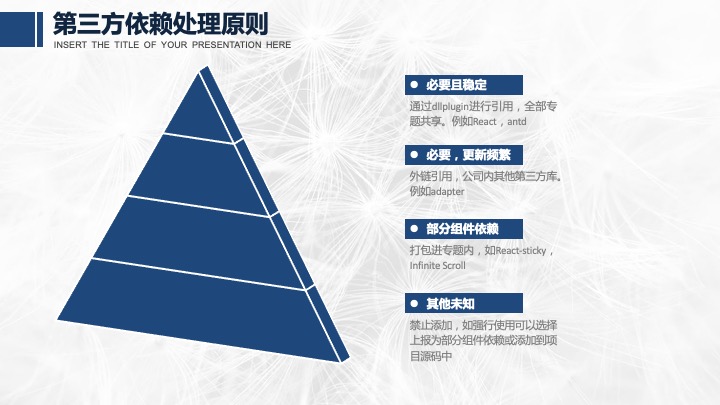 第三方依赖处理原则
INSERT THE TITLE OF YOUR PRESENTATION HERE
必要且稳定
通过dllplugin进行引用，全部专
题共享。例如React，antd
必要，更新频繁
外链引用，公司内其他第三方库。
例如adapter
部分组件依赖
打包进专题内，如React-sticky，
Infinite Scroll
其他未知
禁止添加，如强行使用可以选择
上报为部分组件依赖或添加到项
目源码中